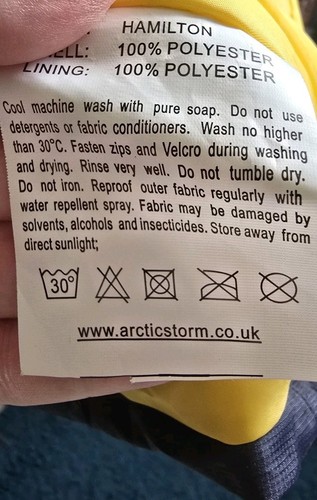 HAMILTON
SHELL: 100% POLYESTER
LINING: 100% POLYESTER
Cool machine wash with pure soap. Do not use
detergents or fabric conditioners. Wash no higher
than 30°C. Fasten zips and Velcro during washing
and drying. Rinse very well. Do not tumble dry.
Do not iron. Reproof outer fabric regularly with
water repellent spray. Fabric may be damaged by
solvents, alcohols and insecticides. Store away from
direct sunlight;
30°
www.arcticstorm.co.uk